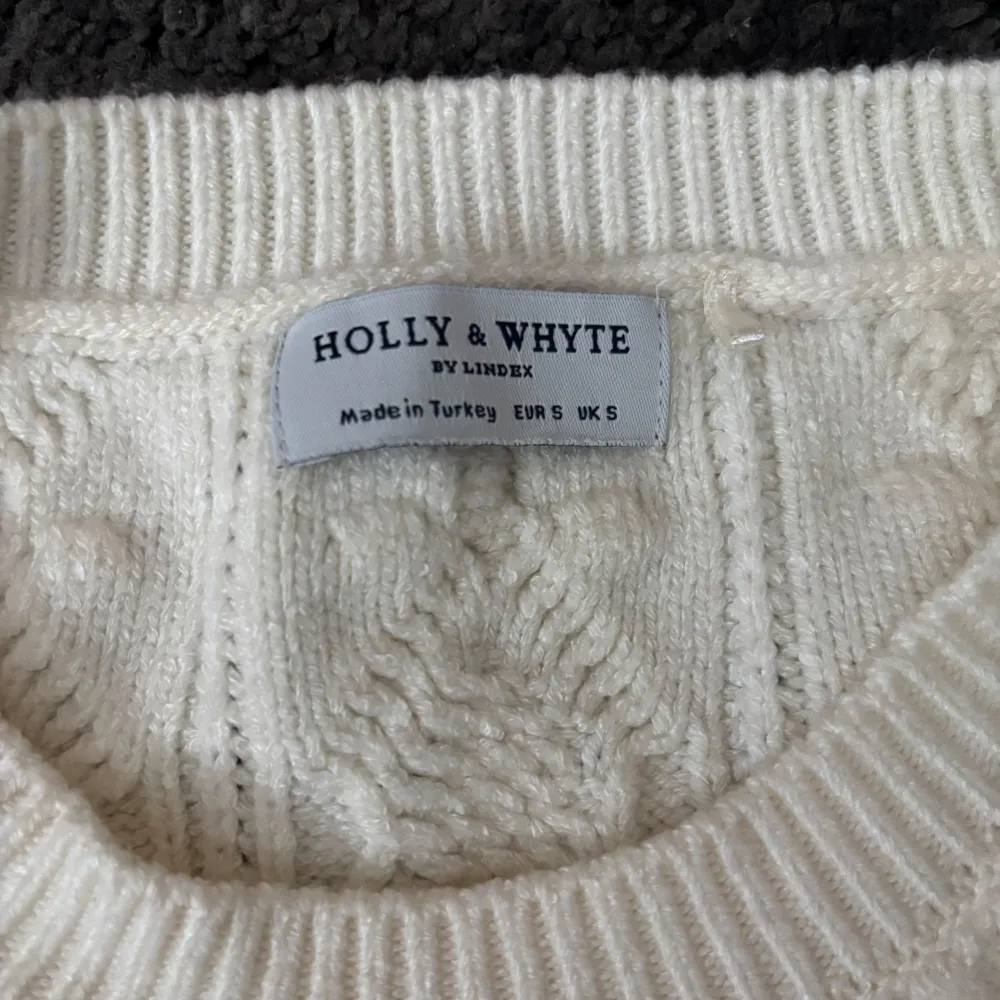 HOLLY & WHYTE
BY LINDEX
Made in Turkey EUR S UK S